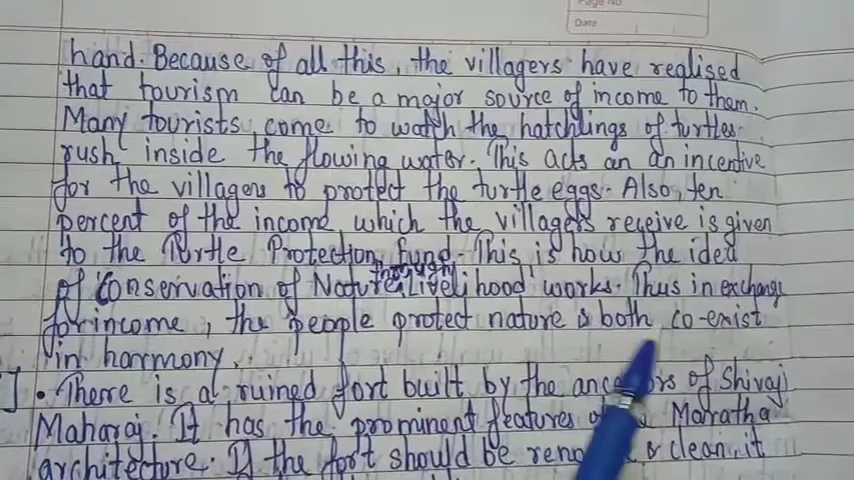 Page No
Date
hand. Because of all this, the villagers have realised
that tourism can be a major source of income to them.
Many tourists come to watch the hatchlings of turtles
rush inside the flowing water. This acts an an incentive
for the villagers to protect the turtle eggs. Also, ten
percent of the income which the villagers receive is given
to the Turtle Protection fund. This is how the idea
of Conservation of Nature through Livelihood' works. Thus in exchange
for income, the people protect nature & both co-exist
in harmony.
• There is a ruined fort built by the ancestors of Shivaji
Maharaj. It has the prominent features of Maratha
architecture. If the fort should be & clean, it